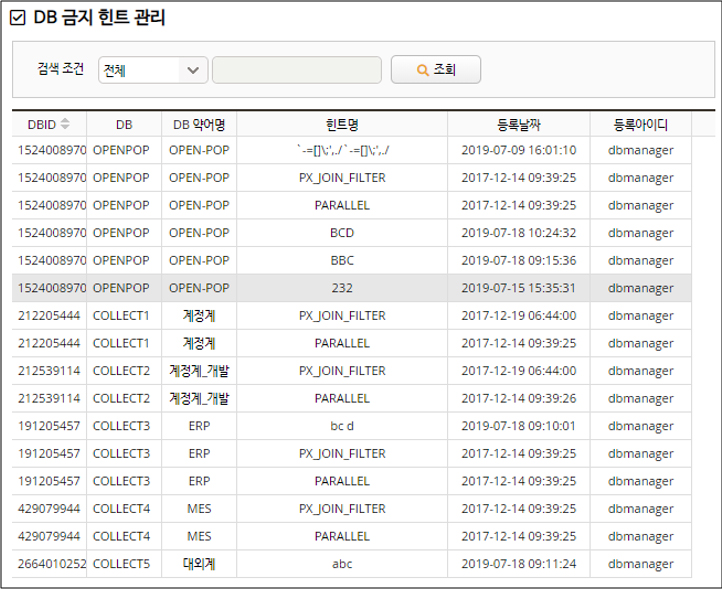 DB 금지 힌트 관리
검색 조건 전체 조회
DBID DB DB 약어명 힌트명 등록날짜 등록아이디
1524008970 OPENPOP OPEN-POP `-=[]\;',./`-=[]\;',./ 2019-07-09 16:01:10 dbmanager
1524008970 OPENPOP OPEN-POP PX_JOIN_FILTER 2017-12-14 09:39:25 dbmanager
1524008970 OPENPOP OPEN-POP PARALLEL 2017-12-14 09:39:25 dbmanager
1524008970 OPENPOP OPEN-POP BCD 2019-07-18 10:24:32 dbmanager
1524008970 OPENPOP OPEN-POP BBC 2019-07-18 09:15:36 dbmanager
1524008970 OPENPOP OPEN-POP 232 2019-07-15 15:35:31 dbmanager
212205444 COLLECT1 계정계 PX_JOIN_FILTER 2017-12-19 06:44:00 dbmanager
212205444 COLLECT1 계정계 PARALLEL 2017-12-14 09:39:25 dbmanager
212539114 COLLECT2 계정계_개발 PX_JOIN_FILTER 2017-12-19 06:44:00 dbmanager
212539114 COLLECT2 계정계_개발 PARALLEL 2017-12-14 09:39:26 dbmanager
191205457 COLLECT3 ERP bc d 2019-07-18 09:10:01 dbmanager
191205457 COLLECT3 ERP PX_JOIN_FILTER 2017-12-14 09:39:25 dbmanager
191205457 COLLECT3 ERP PARALLEL 2017-12-14 09:39:25 dbmanager
429079944 COLLECT4 MES PX_JOIN_FILTER 2017-12-14 09:39:25 dbmanager
429079944 COLLECT4 MES PARALLEL 2017-12-14 09:39:25 dbmanager
2664010252 COLLECT5 대외계 abc 2019-07-18 09:11:24 dbmanager